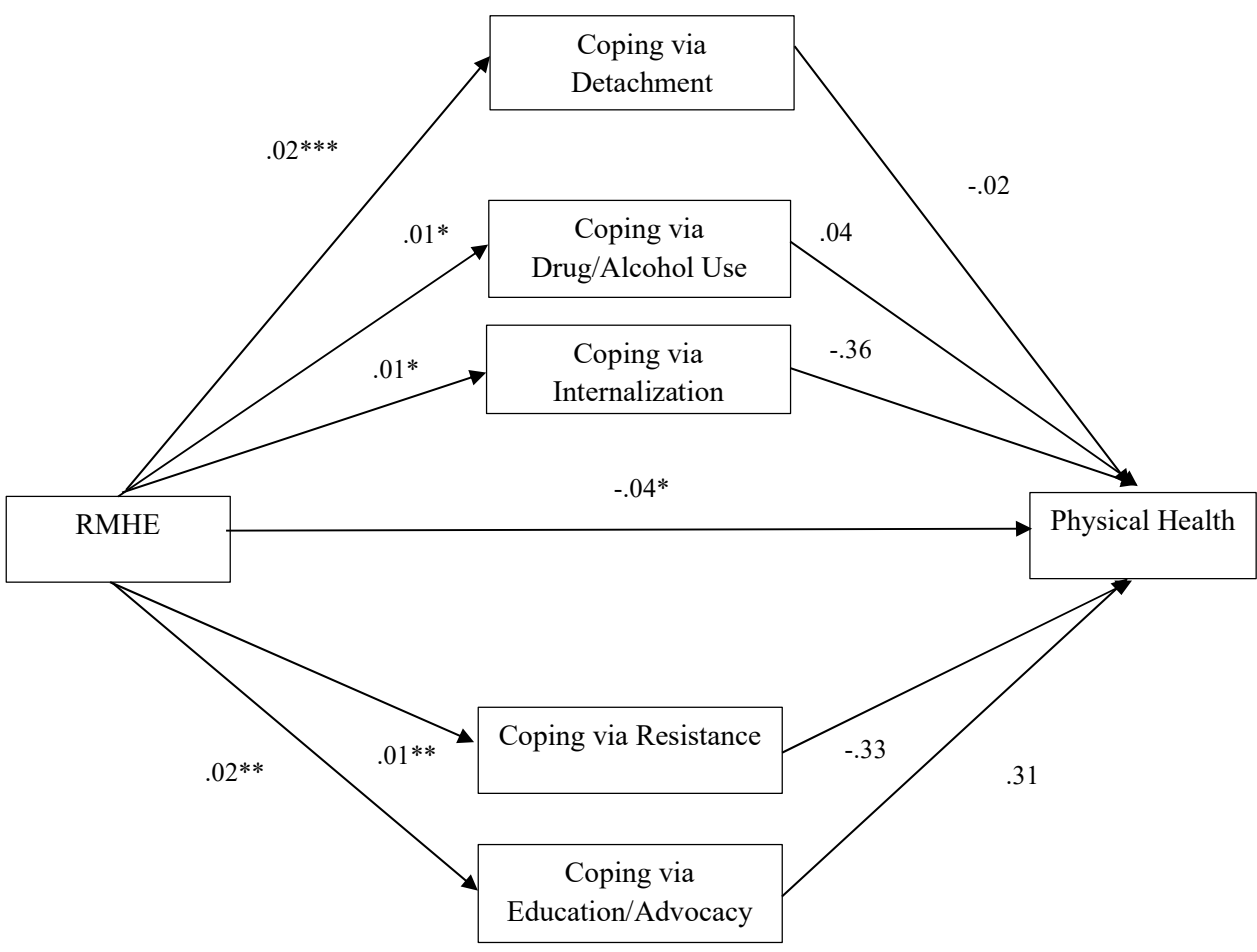 Coping via
Detachment
.02***
-.02
.01*
Coping via
Drug/Alcohol Use
.04
.01*
Coping via
Internalization
-.36
-.04*
RMHE
Physical Health
Coping via Resistance
.02**
.01**
-.33
.31
Coping via
Education/Advocacy